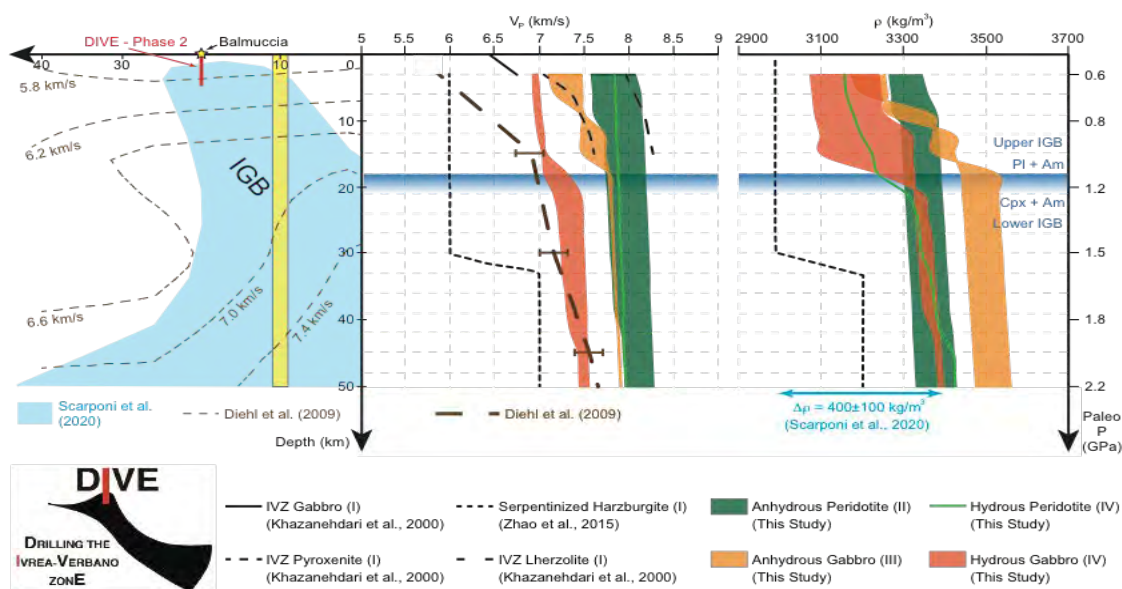 V_P (km/s)
ρ (kg/m³)
DIVE - Phase 2
Balmuccia
40
30
10
0
5
5.5
6
6.5
7
7.5
8
8.5
9
2900
3100
3300
3500
3700
5.8 km/s
6.2 km/s
6.6 km/s
7.0 km/s
7.4 km/s
IGB
10
20
30
40
50
0.6
0.8
1.2
1.5
1.8
2.2
Upper IGB
Pl + Am
Cpx + Am
Lower IGB
Scarponi et al.
(2020)
Diehl et al. (2009)
Depth (km)
Diehl et al. (2009)
Δρ = 400±100 kg/m³
(Scarponi et al., 2020)
Paleo
P
(GPa)
DIVE
DRILLING THE
IVREA-VERBANO
ZONE
IVZ Gabbro (I)
(Khazanehdari et al., 2000)
Serpentinized Harzburgite (I)
(Zhao et al., 2015)
Anhydrous Peridotite (II)
(This Study)
Hydrous Peridotite (IV)
(This Study)
IVZ Pyroxenite (I)
(Khazanehdari et al., 2000)
IVZ Lherzolite (I)
(Khazanehdari et al., 2000)
Anhydrous Gabbro (III)
(This Study)
Hydrous Gabbro (IV)
(This Study)